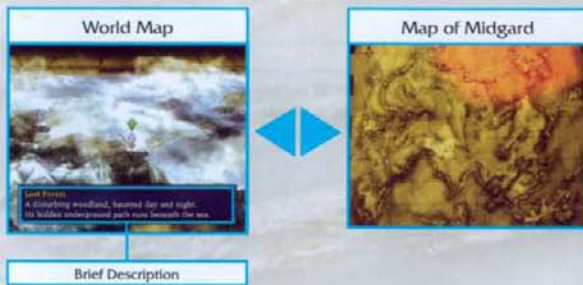 World Map
Map of Midgard
Lost Forest
A disturbing woodland, haunted day and night.
Its hidden underground path runs beneath the sea.
Brief Description